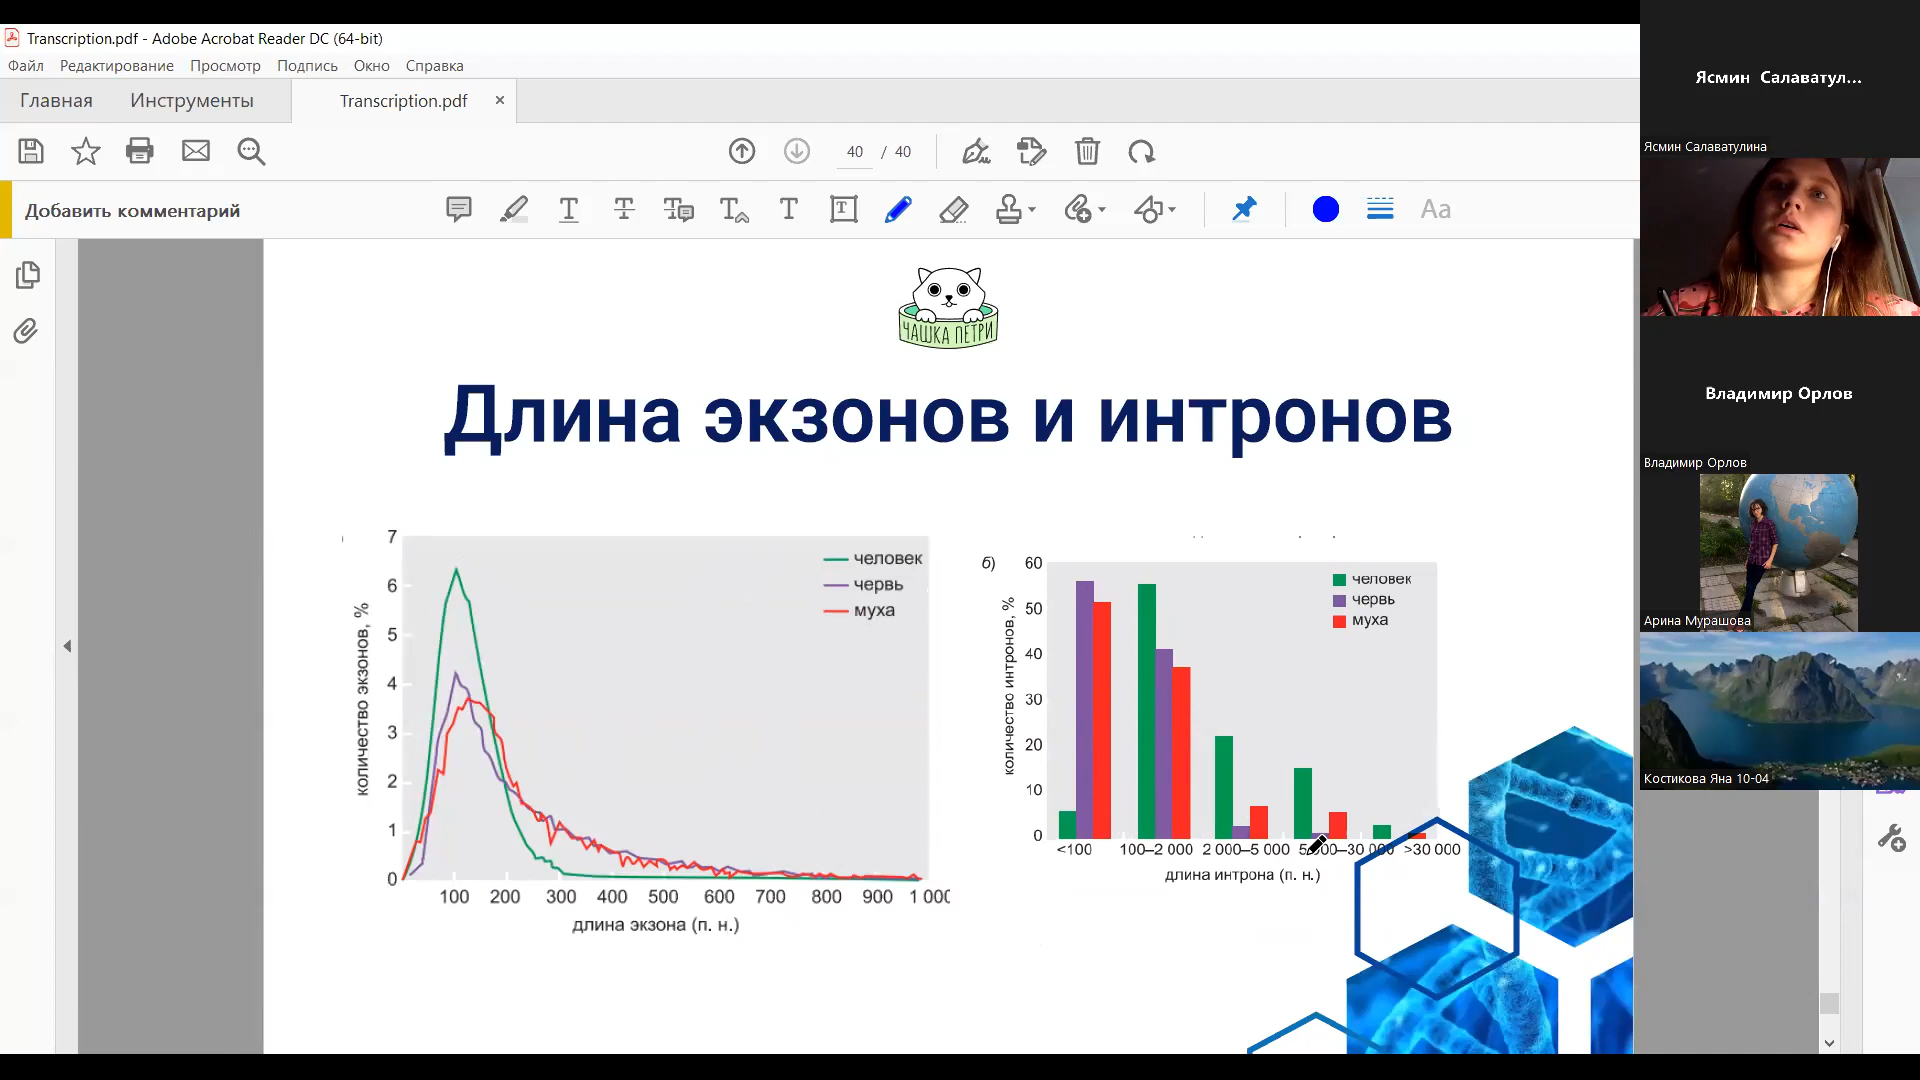 Transcription.pdf - Adobe Acrobat Reader DC (64-bit)
Файл Редактирование Просмотр Подпись Окно Справка
Главная Инструменты Transcription.pdf ×
40 / 40
Добавить комментарий
Aa
ЧАШКА ПЕТРИ
Длина экзонов и интронов
7
6
5
4
3
2
1
0
количество экзонов, %
человек
червь
муха
100 200 300 400 500 600 700 800 900 1 000
длина экзона (п. н.)
б)
60
50
40
30
20
10
0
количество интронов, %
человек
червь
муха
<100 100–2 000 2 000–5 000 5 000–30 000 >30 000
длина интрона (п. н.)
Ясмин Салаватул...
Ясмин Салаватулина
Владимир Орлов
Владимир Орлов
Арина Мурашова
Костикова Яна 10-04